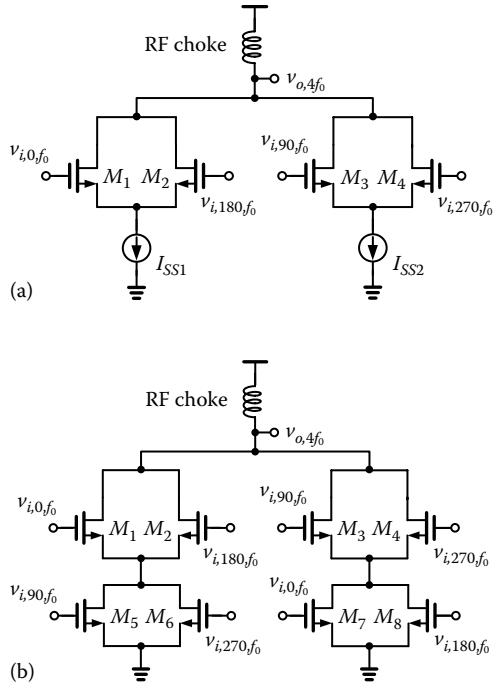 RF choke
v_{o,4f_0}
v_{i,0,f_0}
M_1
M_2
v_{i,180,f_0}
v_{i,90,f_0}
M_3
M_4
v_{i,270,f_0}
I_{SS1}
I_{SS2}
(a)
RF choke
v_{o,4f_0}
v_{i,0,f_0}
M_1
M_2
v_{i,180,f_0}
v_{i,90,f_0}
M_3
M_4
v_{i,270,f_0}
v_{i,90,f_0}
M_5
M_6
v_{i,270,f_0}
v_{i,0,f_0}
M_7
M_8
v_{i,180,f_0}
(b)